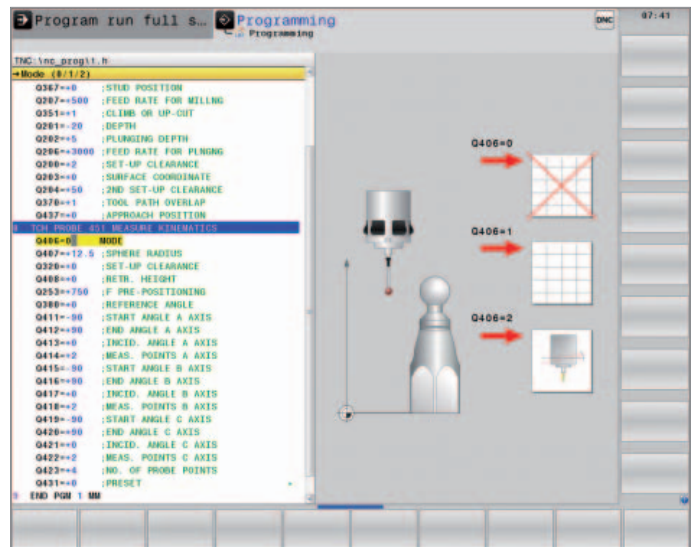 Program run full s...
Programming
Programming
DNC
07:41
TNC:\nc_prog\1.h
→Mode (0/1/2)
Q367=+0 ;STUD POSITION
Q207=+500 ;FEED RATE FOR MILLNG
Q351=+1 ;CLIMB OR UP-CUT
Q201=-20 ;DEPTH
Q202=+5 ;PLUNGING DEPTH
Q206=+3000 ;FEED RATE FOR PLNGNG
Q200=+2 ;SET-UP CLEARANCE
Q203=+0 ;SURFACE COORDINATE
Q204=+50 ;2ND SET-UP CLEARANCE
Q370=+1 ;TOOL PATH OVERLAP
Q437=+0 ;APPROACH POSITION
8 TCH PROBE 451 MEASURE KINEMATICS
Q406=0 MODE
Q407=+12.5 ;SPHERE RADIUS
Q320=+0 ;SET-UP CLEARANCE
Q408=+0 ;RETR. HEIGHT
Q253=+750 ;F PRE-POSITIONING
Q380=+0 ;REFERENCE ANGLE
Q411=-90 ;START ANGLE A AXIS
Q412=+90 ;END ANGLE A AXIS
Q413=+0 ;INCID. ANGLE A AXIS
Q414=+2 ;MEAS. POINTS A AXIS
Q415=-90 ;START ANGLE B AXIS
Q416=+90 ;END ANGLE B AXIS
Q417=+0 ;INCID. ANGLE B AXIS
Q418=+2 ;MEAS. POINTS B AXIS
Q419=-90 ;START ANGLE C AXIS
Q420=+90 ;END ANGLE C AXIS
Q421=+0 ;INCID. ANGLE C AXIS
Q422=+2 ;MEAS. POINTS C AXIS
Q423=+4 ;NO. OF PROBE POINTS
Q431=+0 ;PRESET
9 END PGM 1 MM
Q406=0
Q406=1
Q406=2